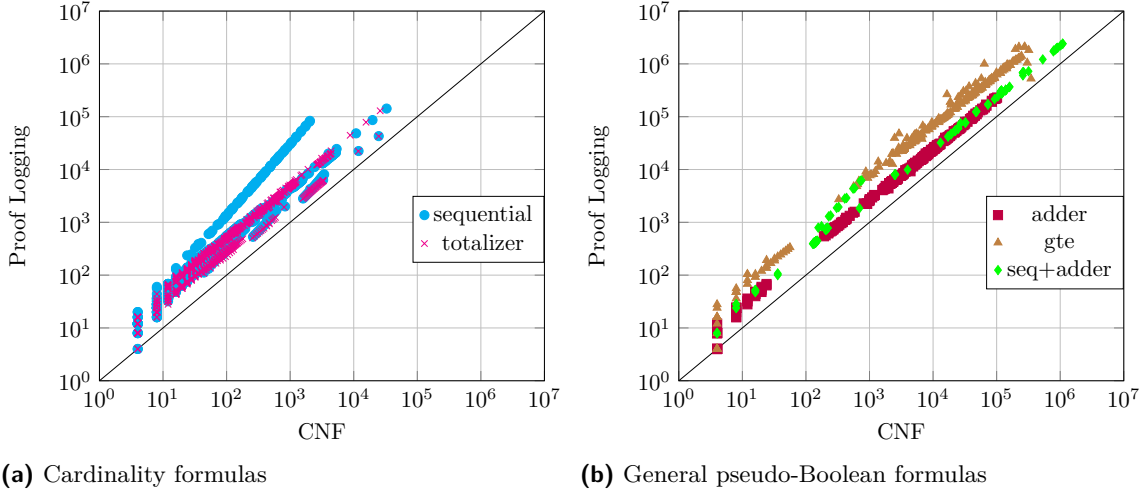 10^7
10^6
10^5
10^4
10^3
10^2
10^1
10^0
Proof Logging
sequential
totalizer
10^0 10^1 10^2 10^3 10^4 10^5 10^6 10^7
CNF
(a) Cardinality formulas
10^7
10^6
10^5
10^4
10^3
10^2
10^1
10^0
Proof Logging
adder
gte
seq+adder
10^0 10^1 10^2 10^3 10^4 10^5 10^6 10^7
CNF
(b) General pseudo-Boolean formulas